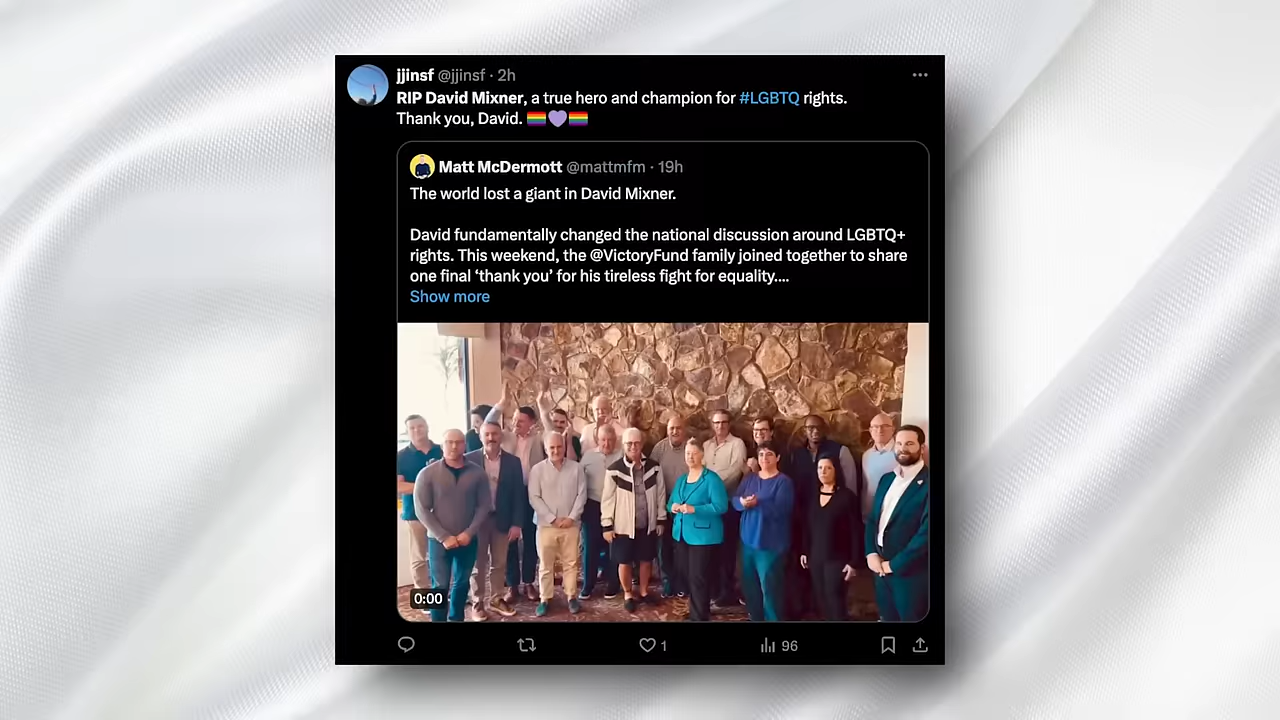 jjinsf @jjinsf · 2h
RIP David Mixner, a true hero and champion for #LGBTQ rights.
Thank you, David. 🏳️‍🌈💜🏳️‍🌈
Matt McDermott @mattmfm · 19h
The world lost a giant in David Mixner.
David fundamentally changed the national discussion around LGBTQ+
rights. This weekend, the @VictoryFund family joined together to share
one final ‘thank you’ for his tireless fight for equality....
Show more
0:00
1
96